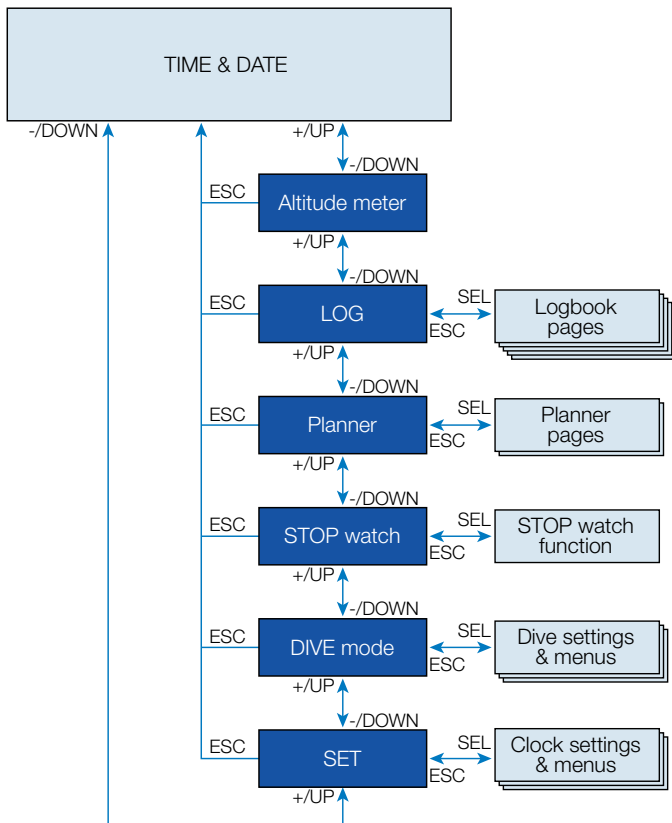 TIME & DATE
-/DOWN
+/UP
-/DOWN
ESC
Altitude meter
+/UP
-/DOWN
ESC
LOG
SEL
ESC
Logbook
pages
+/UP
-/DOWN
ESC
Planner
SEL
ESC
Planner
pages
+/UP
-/DOWN
ESC
STOP watch
SEL
ESC
STOP watch
function
+/UP
-/DOWN
ESC
DIVE mode
SEL
ESC
Dive settings
& menus
+/UP
-/DOWN
ESC
SET
SEL
ESC
Clock settings
& menus
+/UP